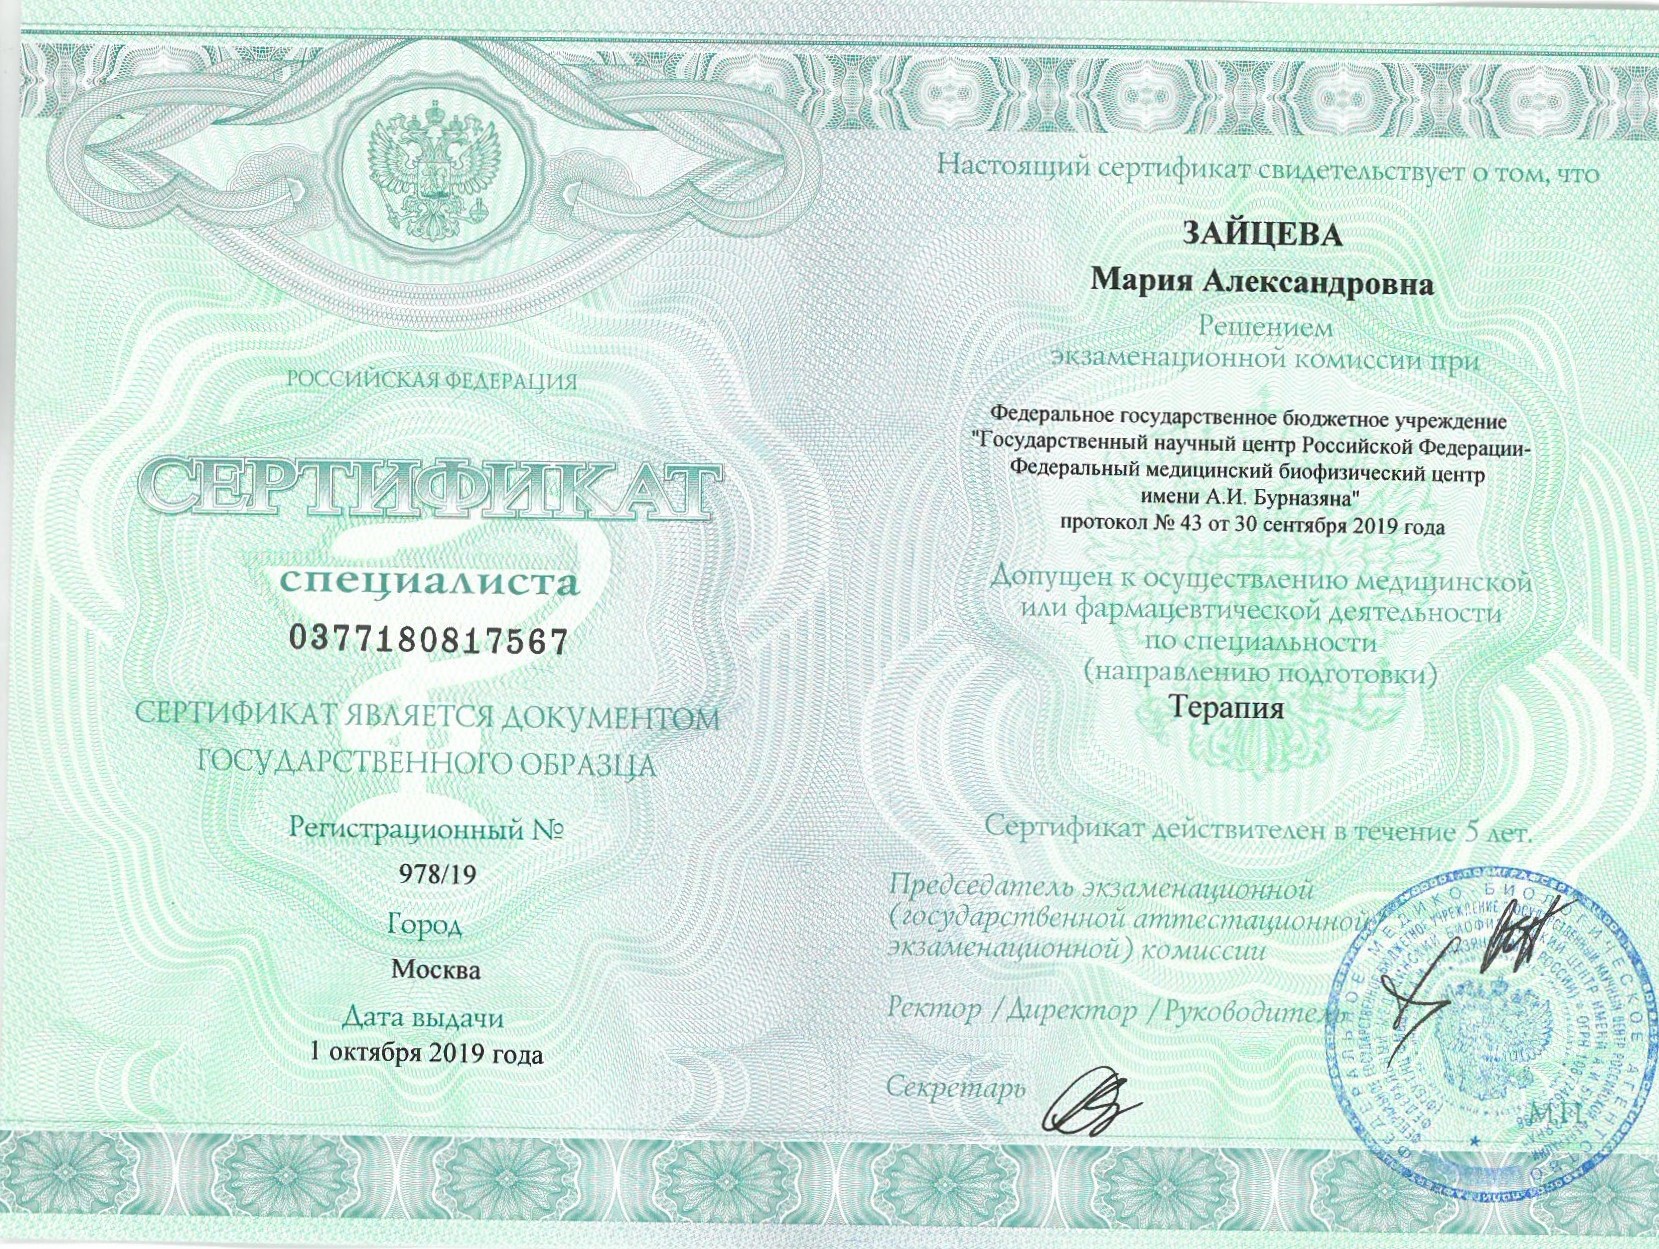 РОССИЙСКАЯ ФЕДЕРАЦИЯ
СЕРТИФИКАТ
специалиста
0377180817567
СЕРТИФИКАТ ЯВЛЯЕТСЯ ДОКУМЕНТОМ
ГОСУДАРСТВЕННОГО ОБРАЗЦА
Регистрационный №
978/19
Город
Москва
Дата выдачи
1 октября 2019 года
Настоящий сертификат свидетельствует о том, что
ЗАЙЦЕВА
Мария Александровна
Решением
экзаменационной комиссии при
Федеральное государственное бюджетное учреждение
"Государственный научный центр Российской Федерации-
Федеральный медицинский биофизический центр
имени А.И. Бурназяна"
протокол № 43 от 30 сентября 2019 года
Допущен к осуществлению медицинской
или фармацевтической деятельности
по специальности
(направлению подготовки)
Терапия
Сертификат действителен в течение 5 лет.
Председатель экзаменационной
(государственной аттестационной,
экзаменационной) комиссии
Ректор / Директор / Руководитель
Секретарь
М.П.
ФЕДЕРАЛЬНОЕ МЕДИКО-БИОЛОГИЧЕСКОЕ АГЕНТСТВО